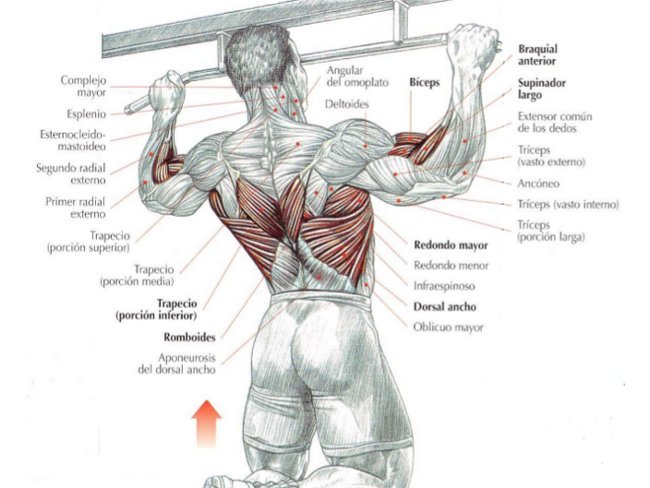 Complejo
mayor
Esplenio
Esternocleido-
mastoideo
Segundo radial
externo
Primer radial
externo
Trapecio
(porción superior)
Trapecio
(porción media)
Trapecio
(porción inferior)
Romboides
Aponeurosis
del dorsal ancho
Angular
del omoplato
Deltoides
Bíceps
Braquial
anterior
Supinador
largo
Extensor común
de los dedos
Tríceps
(vasto externo)
Ancóneo
Tríceps (vasto interno)
Tríceps
(porción larga)
Redondo mayor
Redondo menor
Infraespinoso
Dorsal ancho
Oblicuo mayor